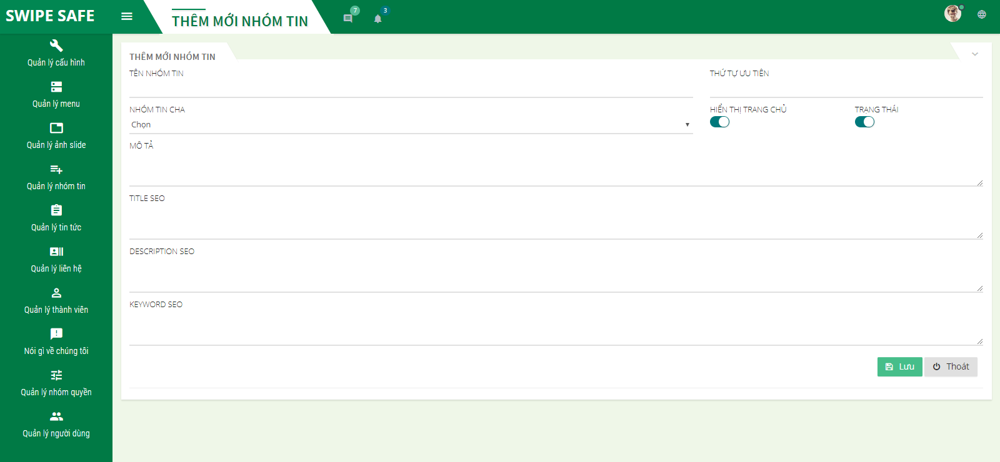 SWIPE SAFE
THÊM MỚI NHÓM TIN
7
3
Quản lý cấu hình
Quản lý menu
Quản lý ảnh slide
Quản lý nhóm tin
Quản lý tin tức
Quản lý liên hệ
Quản lý thành viên
Nói gì về chúng tôi
Quản lý nhóm quyền
Quản lý người dùng
THÊM MỚI NHÓM TIN
TÊN NHÓM TIN
THỨ TỰ ƯU TIÊN
NHÓM TIN CHA
Chọn
HIỂN THỊ TRANG CHỦ
TRẠNG THÁI
MÔ TẢ
TITLE SEO
DESCRIPTION SEO
KEYWORD SEO
Lưu
Thoát